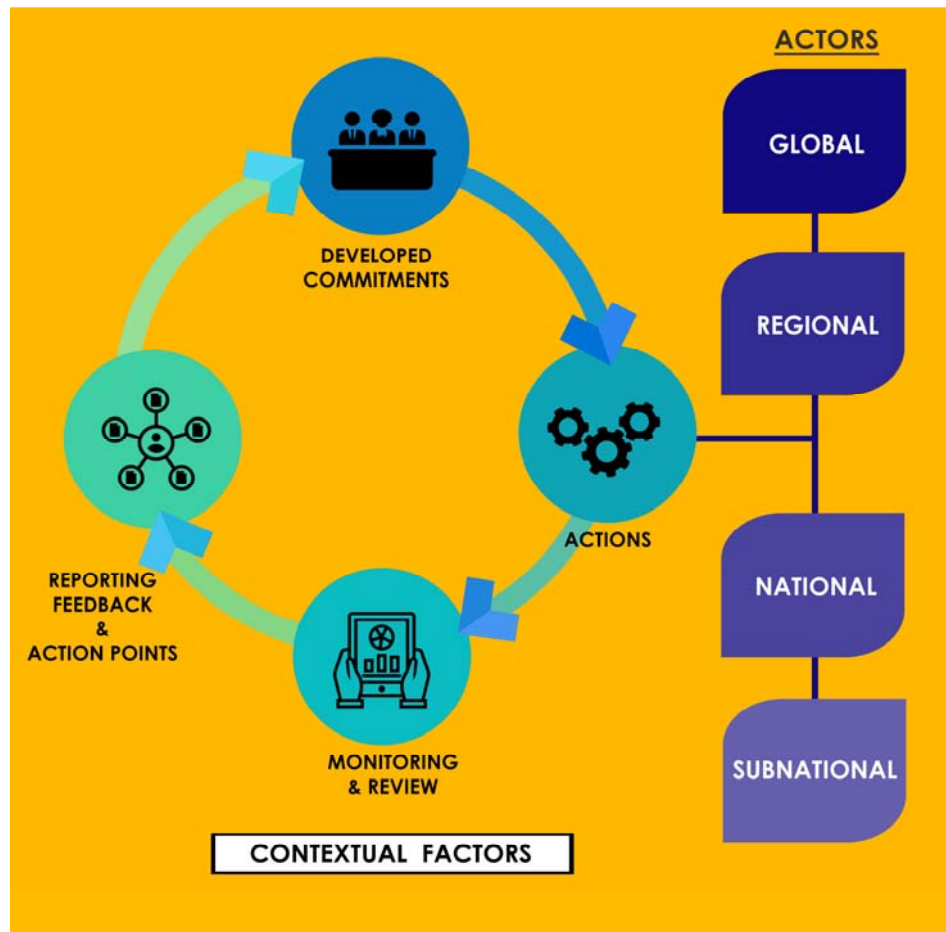 ACTORS
GLOBAL
REGIONAL
NATIONAL
SUBNATIONAL
DEVELOPED
COMMITMENTS
ACTIONS
MONITORING
& REVIEW
REPORTING
FEEDBACK
&
ACTION POINTS
CONTEXTUAL FACTORS